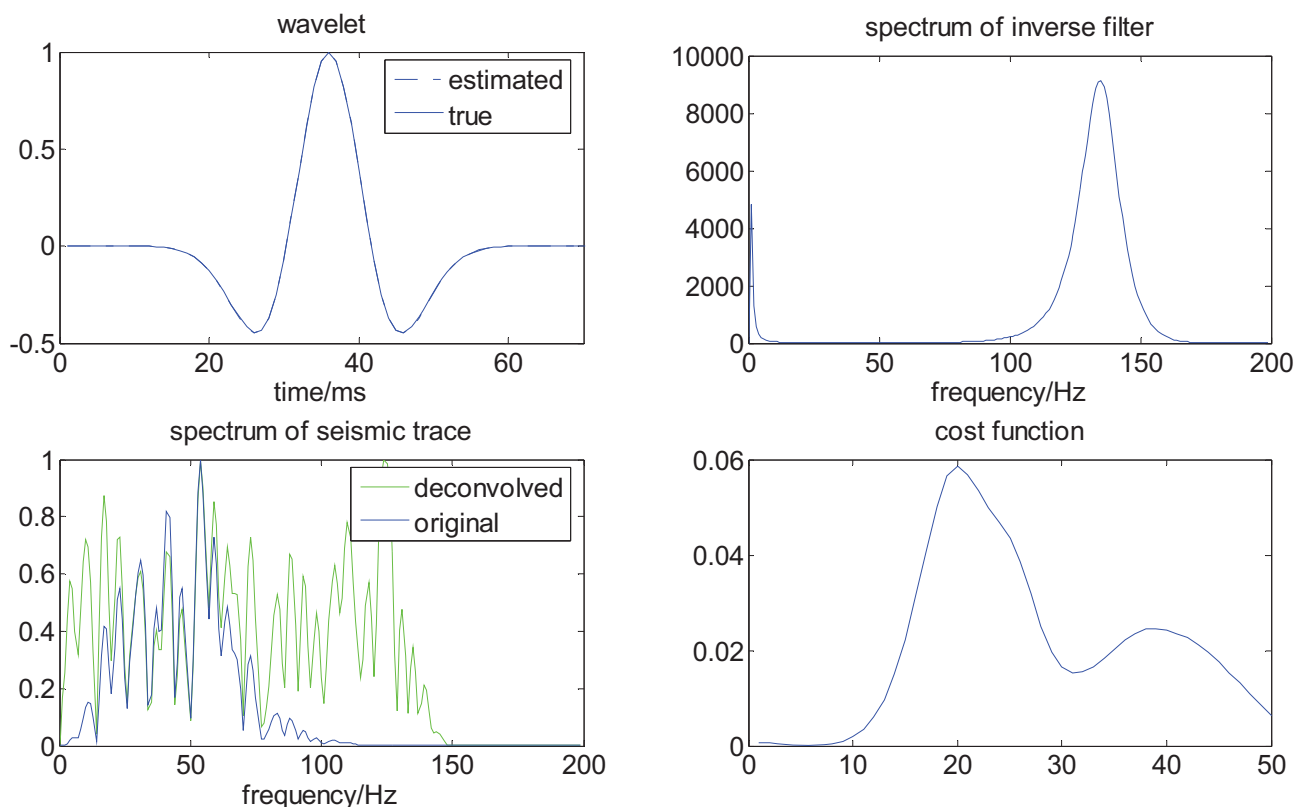 wavelet
1
0.5
0
-0.5
estimated
true
0 20 40 60
time/ms
spectrum of inverse filter
10000
8000
6000
4000
2000
0
0 50 100 150 200
frequency/Hz
spectrum of seismic trace
1
0.8
0.6
0.4
0.2
0
deconvolved
original
0 50 100 150 200
frequency/Hz
cost function
0.06
0.04
0.02
0
0 10 20 30 40 50